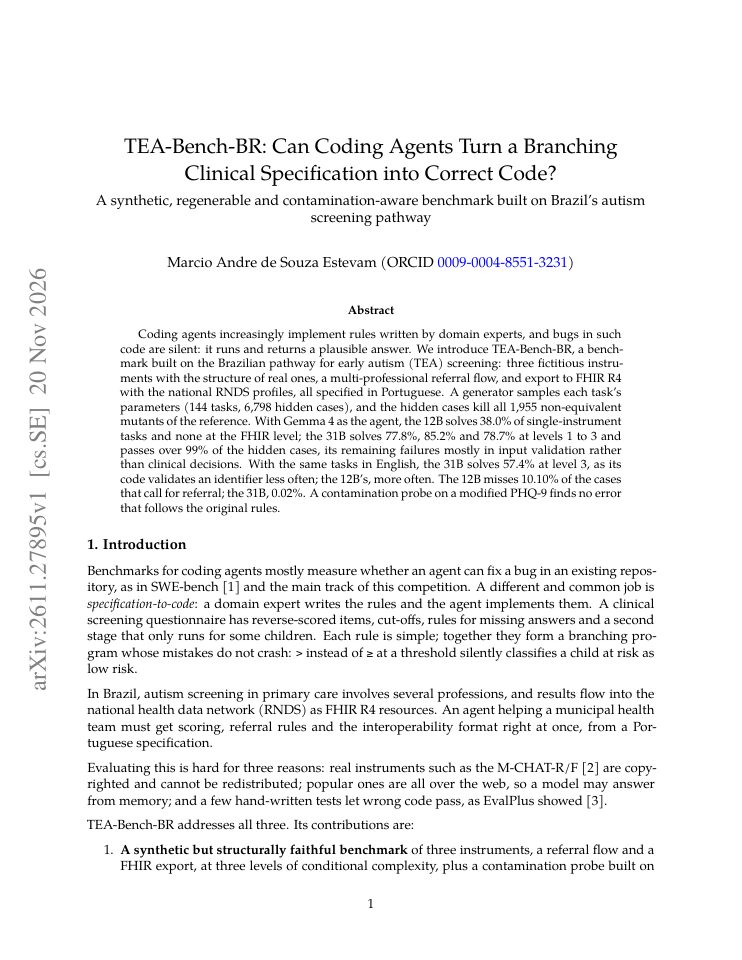 TEA-Bench-BR: Can Coding Agents Turn a Branching
Clinical Specification into Correct Code?
A synthetic, regenerable and contamination-aware benchmark built on Brazil's autism
screening pathway
Marcio Andre de Souza Estevam (ORCID 0009-0004-8551-3231)
arXiv:2611.27895v1 [cs.SE] 20 Nov 2026
Abstract
Coding agents increasingly implement rules written by domain experts, and bugs in such
code are silent: it runs and returns a plausible answer. We introduce TEA-Bench-BR, a bench-
mark built on the Brazilian pathway for early autism (TEA) screening: three fictitious instru-
ments with the structure of real ones, a multi-professional referral flow, and export to FHIR R4
with the national RNDS profiles, all specified in Portuguese. A generator samples each task's
parameters (144 tasks, 6,798 hidden cases), and the hidden cases kill all 1,955 non-equivalent
mutants of the reference. With Gemma 4 as the agent, the 12B solves 38.0% of single-instrument
tasks and none at the FHIR level; the 31B solves 77.8%, 85.2% and 78.7% at levels 1 to 3 and
passes over 99% of the hidden cases, its remaining failures mostly in input validation rather
than clinical decisions. With the same tasks in English, the 31B solves 57.4% at level 3, as its
code validates an identifier less often; the 12B's, more often. The 12B misses 10.10% of the cases
that call for referral; the 31B, 0.02%. A contamination probe on a modified PHQ-9 finds no error
that follows the original rules.
1. Introduction
Benchmarks for coding agents mostly measure whether an agent can fix a bug in an existing repos-
itory, as in SWE-bench [1] and the main track of this competition. A different and common job is
specification-to-code: a domain expert writes the rules and the agent implements them. A clinical
screening questionnaire has reverse-scored items, cut-offs, rules for missing answers and a second
stage that only runs for some children. Each rule is simple; together they form a branching pro-
gram whose mistakes do not crash: > instead of ≥ at a threshold silently classifies a child at risk as
low risk.
In Brazil, autism screening in primary care involves several professions, and results flow into the
national health data network (RNDS) as FHIR R4 resources. An agent helping a municipal health
team must get scoring, referral rules and the interoperability format right at once, from a Por-
tuguese specification.
Evaluating this is hard for three reasons: real instruments such as the M-CHAT-R/F [2] are copy-
righted and cannot be redistributed; popular ones are all over the web, so a model may answer
from memory; and a few hand-written tests let wrong code pass, as EvalPlus showed [3].
TEA-Bench-BR addresses all three. Its contributions are:
1. A synthetic but structurally faithful benchmark of three instruments, a referral flow and a
FHIR export, at three levels of conditional complexity, plus a contamination probe built on
1